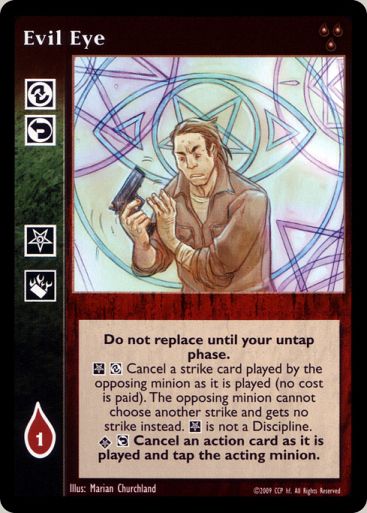 Evil Eye
Do not replace until your untap
phase.
Cancel a strike card played by the
opposing minion as it is played (no cost
is paid). The opposing minion cannot
choose another strike and gets no
strike instead. is not a Discipline.
Cancel an action card as it is
played and tap the acting minion.
1
Illus: Marian Churchland
©2009 CCP hf. All Rights Reserved